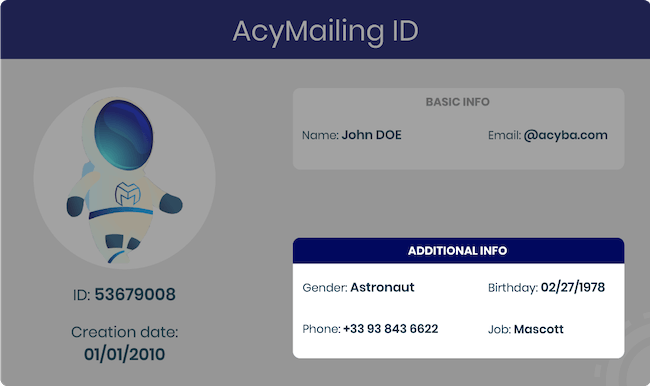 AcyMailing ID
BASIC INFO
Name: John DOE Email: @acyba.com
ADDITIONAL INFO
Gender: Astronaut Birthday: 02/27/1978
Phone: +33 93 843 6622 Job: Mascott
ID: 53679008
Creation date:
01/01/2010